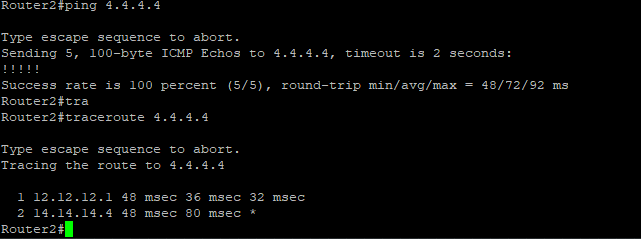 Router2#ping 4.4.4.4
Type escape sequence to abort.
Sending 5, 100-byte ICMP Echos to 4.4.4.4, timeout is 2 seconds:
!!!!!
Success rate is 100 percent (5/5), round-trip min/avg/max = 48/72/92 ms
Router2#tra
Router2#traceroute 4.4.4.4
Type escape sequence to abort.
Tracing the route to 4.4.4.4
1 12.12.12.1 48 msec 36 msec 32 msec
2 14.14.14.4 48 msec 80 msec *
Router2#